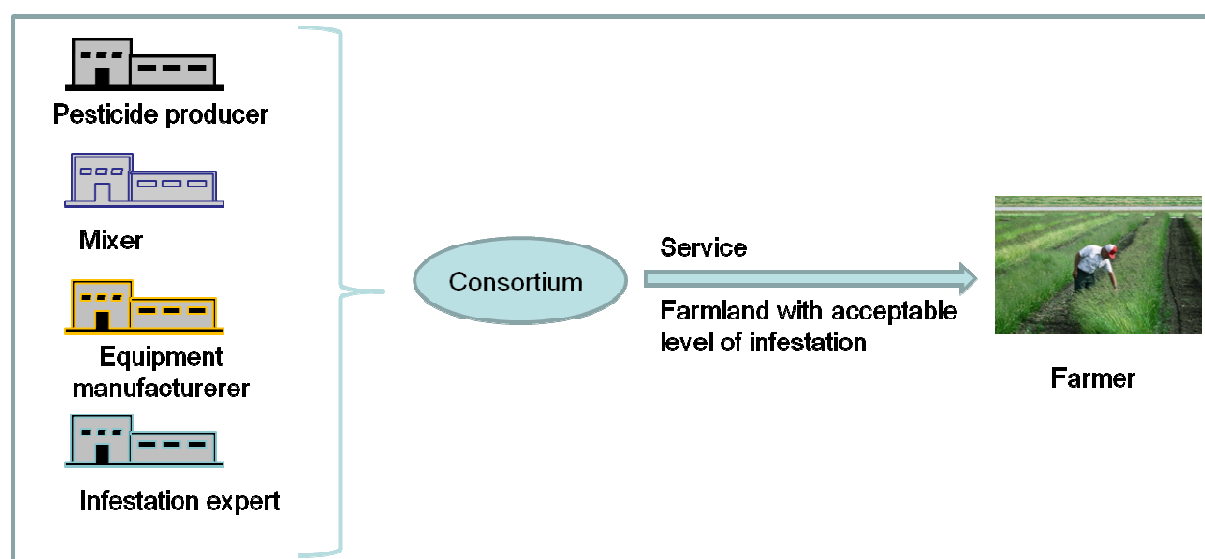 Pesticide producer
Mixer
Equipment
manufacturerer
Infestation expert
Consortium
Service
Farmland with acceptable
level of infestation
Farmer